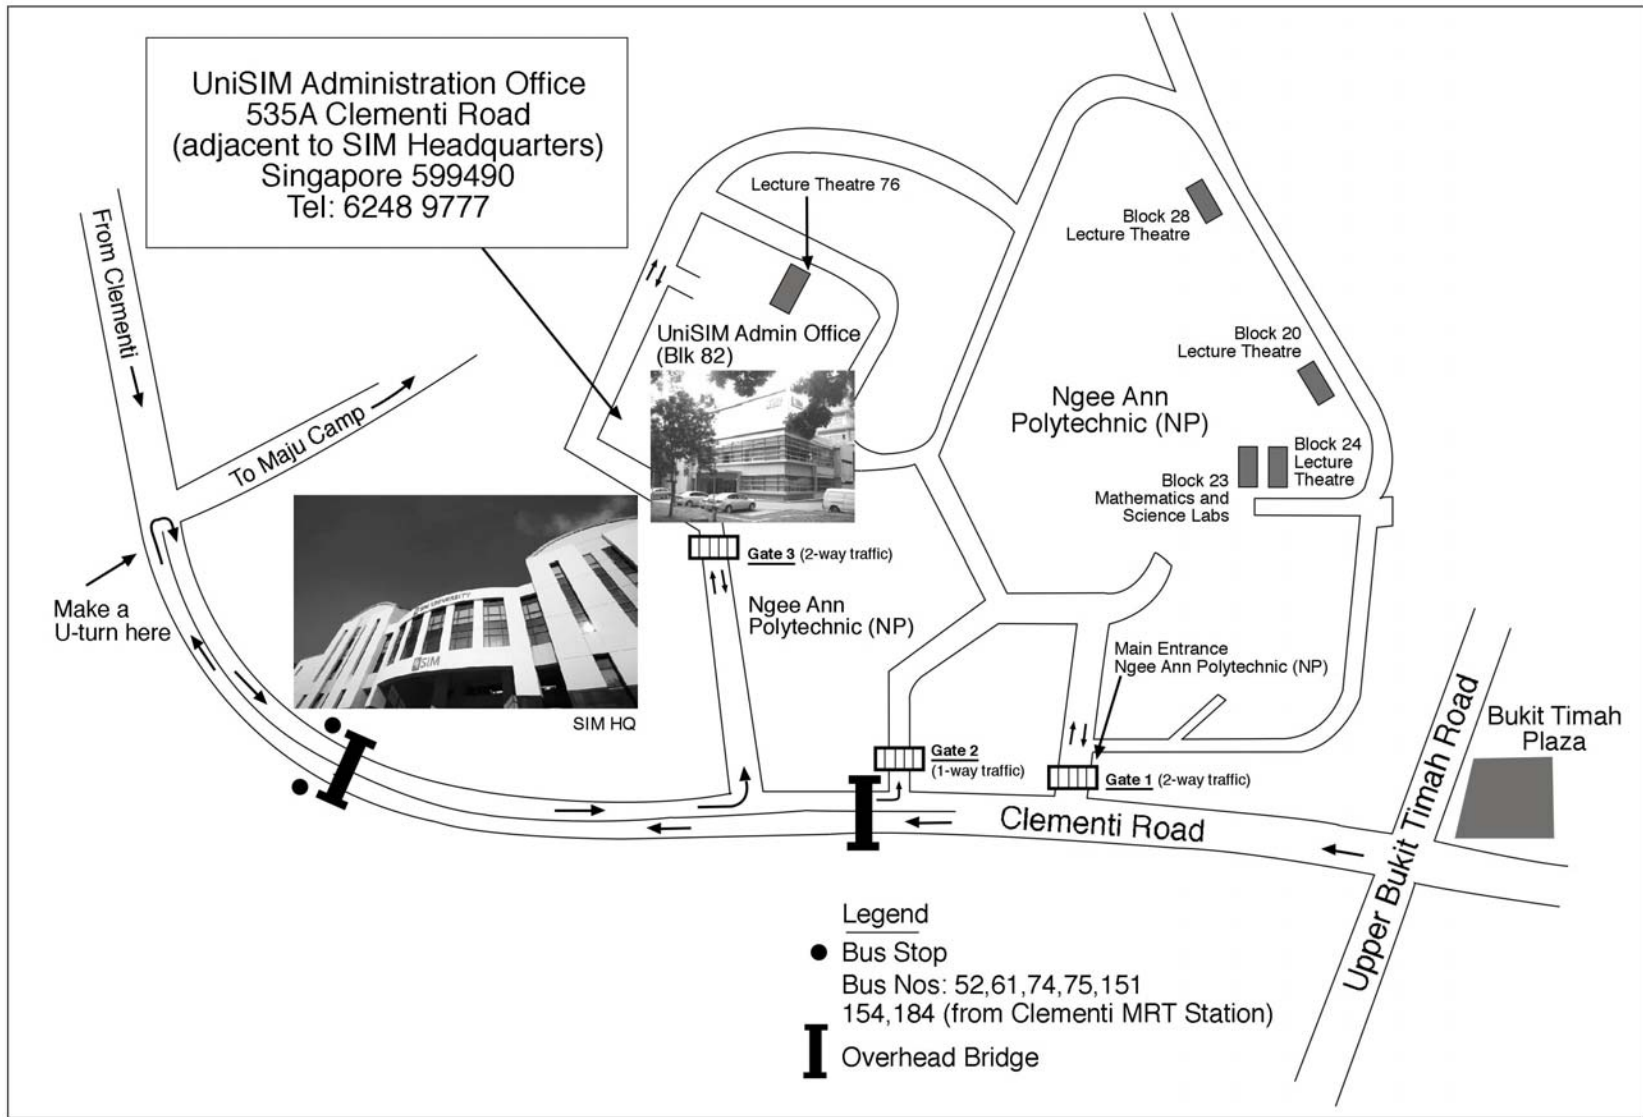 UniSIM Administration Office
535A Clementi Road
(adjacent to SIM Headquarters)
Singapore 599490
Tel: 6248 9777
From Clementi
To Maju Camp
Make a
U-turn here
Lecture Theatre 76
UniSIM Admin Office
(Blk 82)
SIM UNIVERSITY
SIM
SIM HQ
Gate 3 (2-way traffic)
Ngee Ann
Polytechnic (NP)
Block 28
Lecture Theatre
Block 20
Lecture Theatre
Ngee Ann
Polytechnic (NP)
Block 24
Lecture
Theatre
Block 23
Mathematics and
Science Labs
Main Entrance
Ngee Ann Polytechnic (NP)
Gate 2
(1-way traffic)
Gate 1 (2-way traffic)
Clementi Road
Upper Bukit Timah Road
Bukit Timah
Plaza
Legend
Bus Stop
Bus Nos: 52,61,74,75,151
154,184 (from Clementi MRT Station)
Overhead Bridge